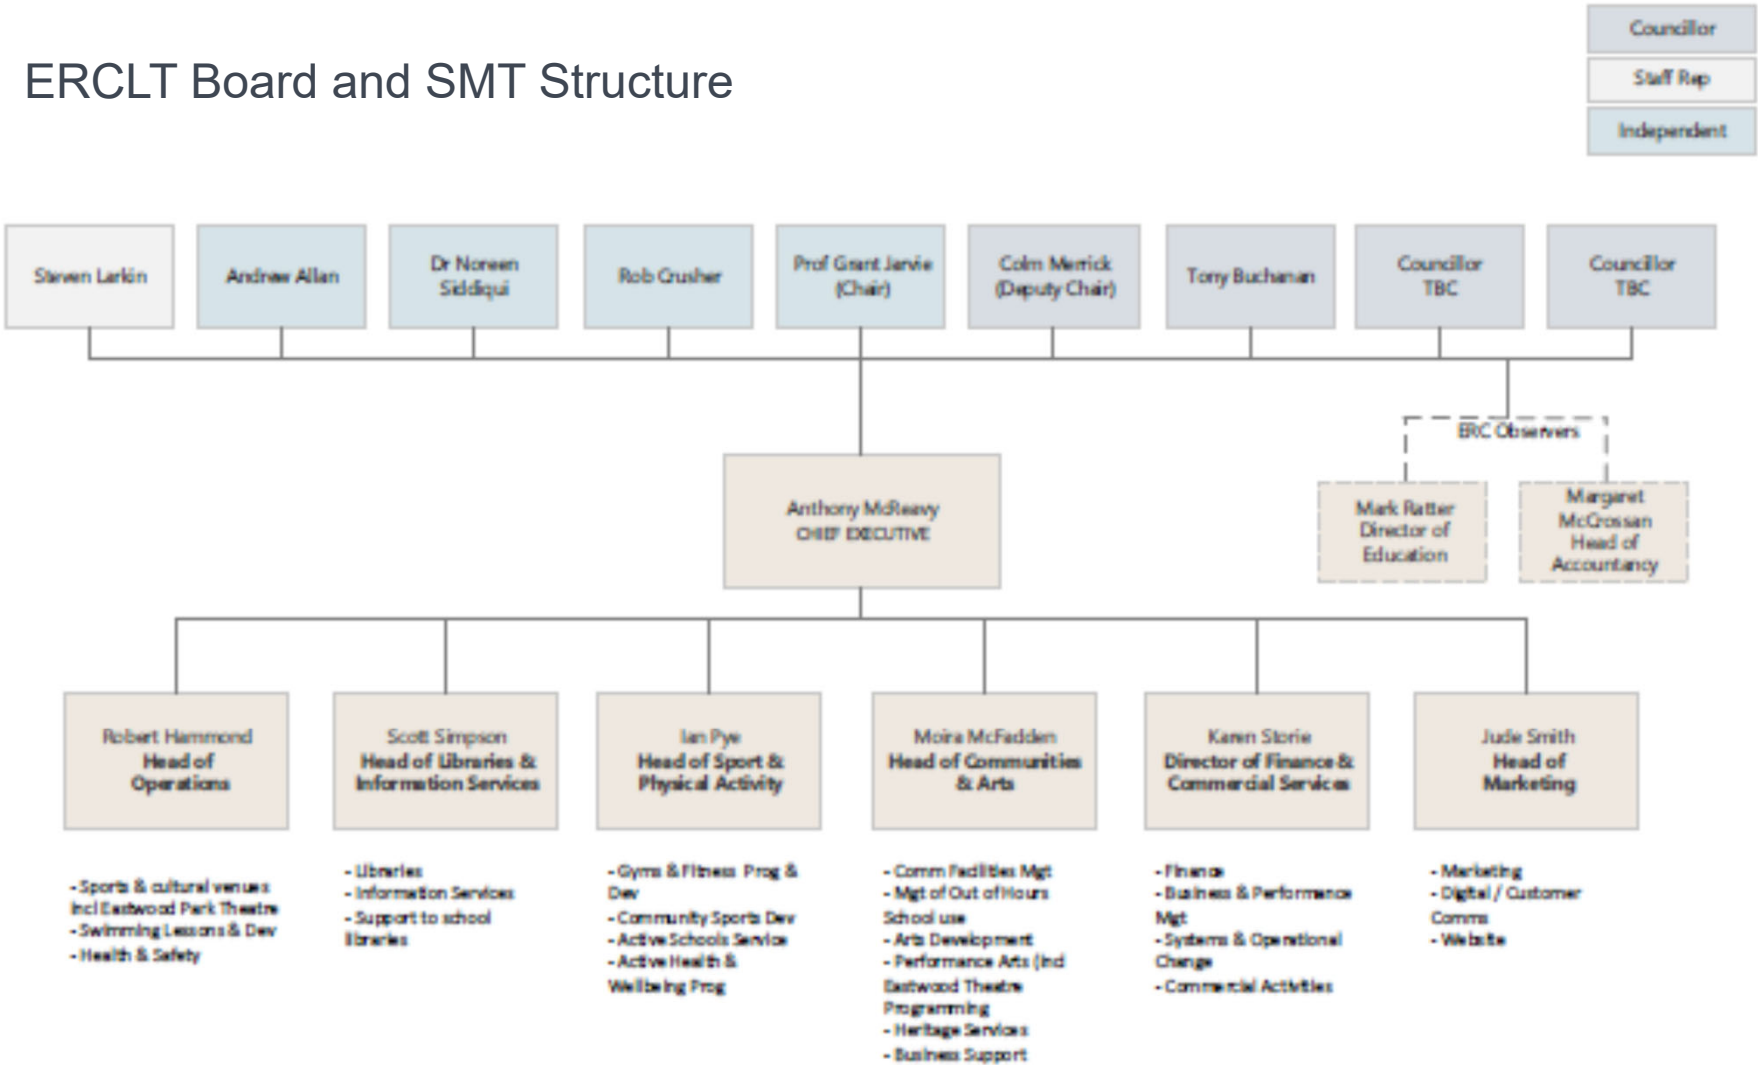 Councillor
ERCLT Board and SMT Structure
Staff Rep
Independent
Steven Larkin
Andrew Allan
Dr Noreen
Siddiqui
Rob Crusher
Prof Grant Jarvie
(Chair)
Colm Merrick
(Deputy Chair)
Tony Buchanan
Councillor
TBC
Councillor
TBC
ERC Observers
Anthony McReavy
CHIEF EXECUTIVE
Mark Ratter
Director of
Education
Margaret
McCrossan
Head of
Accountancy
Robert Hammond
Head of
Operations
Scott Simpson
Head of Libraries &
Information Services
Ian Pye
Head of Sport &
Physical Activity
Moira McFadden
Head of Communities
& Arts
Karen Storie
Director of Finance &
Commercial Services
Jude Smith
Head of
Marketing
- Sports & cultural venues
incl Eastwood Park Theatre
- Swimming Lessons & Dev
- Health & Safety
- Libraries
- Information Services
- Support to school
libraries
- Gyms & Fitness Prog &
Dev
- Community Sports Dev
- Active Schools Service
- Active Health &
Wellbeing Prog
- Comm Facilities Mgt
- Mgt of Out of Hours
School use
- Arts Development
- Performance Arts (incl
Eastwood Theatre
Programming
- Heritage Services
- Business Support
- Finance
- Business & Performance
Mgt
- Systems & Operational
Change
- Commercial Activities
- Marketing
- Digital / Customer
Comms
- Website